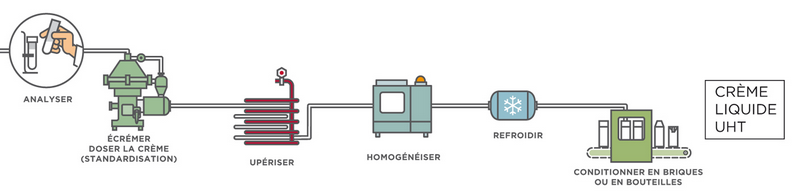 ANALYSER
ÉCRÉMER
DOSER LA CRÈME
(STANDARDISATION)
UPÉRISER
HOMOGÉNÉISER
REFROIDIR
CONDITIONNER EN BRIQUES
OU EN BOUTEILLES
CRÈME
LIQUIDE
UHT